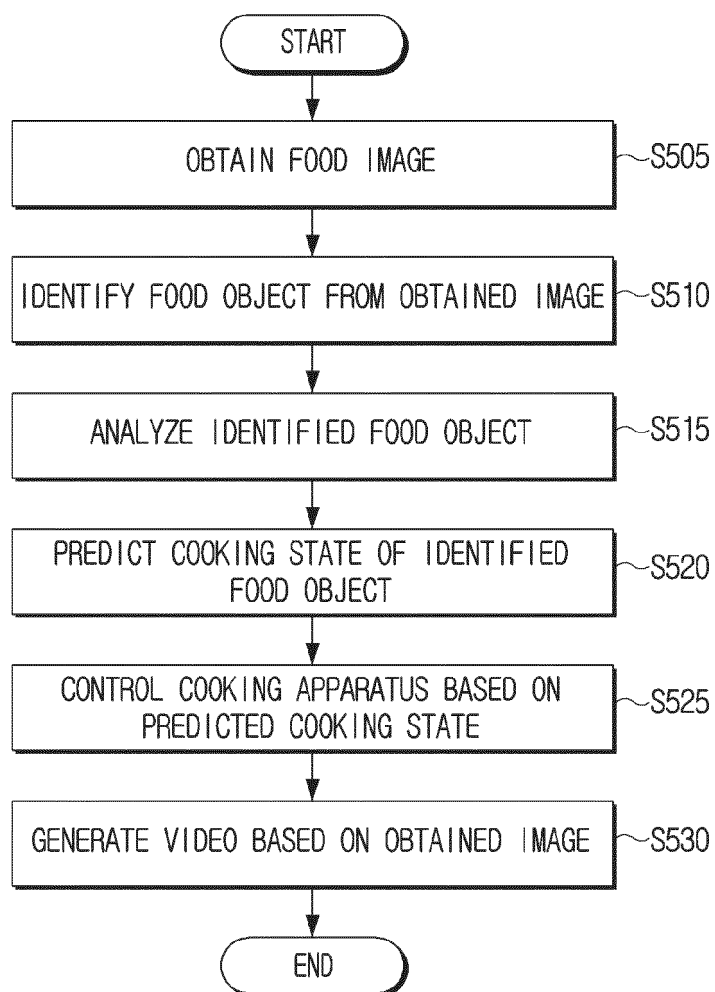 START
OBTAIN FOOD IMAGE
S505
IDENTIFY FOOD OBJECT FROM OBTAINED IMAGE
S510
ANALYZE IDENTIFIED FOOD OBJECT
S515
PREDICT COOKING STATE OF IDENTIFIED
FOOD OBJECT
S520
CONTROL COOKING APPARATUS BASED ON
PREDICTED COOKING STATE
S525
GENERATE VIDEO BASED ON OBTAINED IMAGE
S530
END